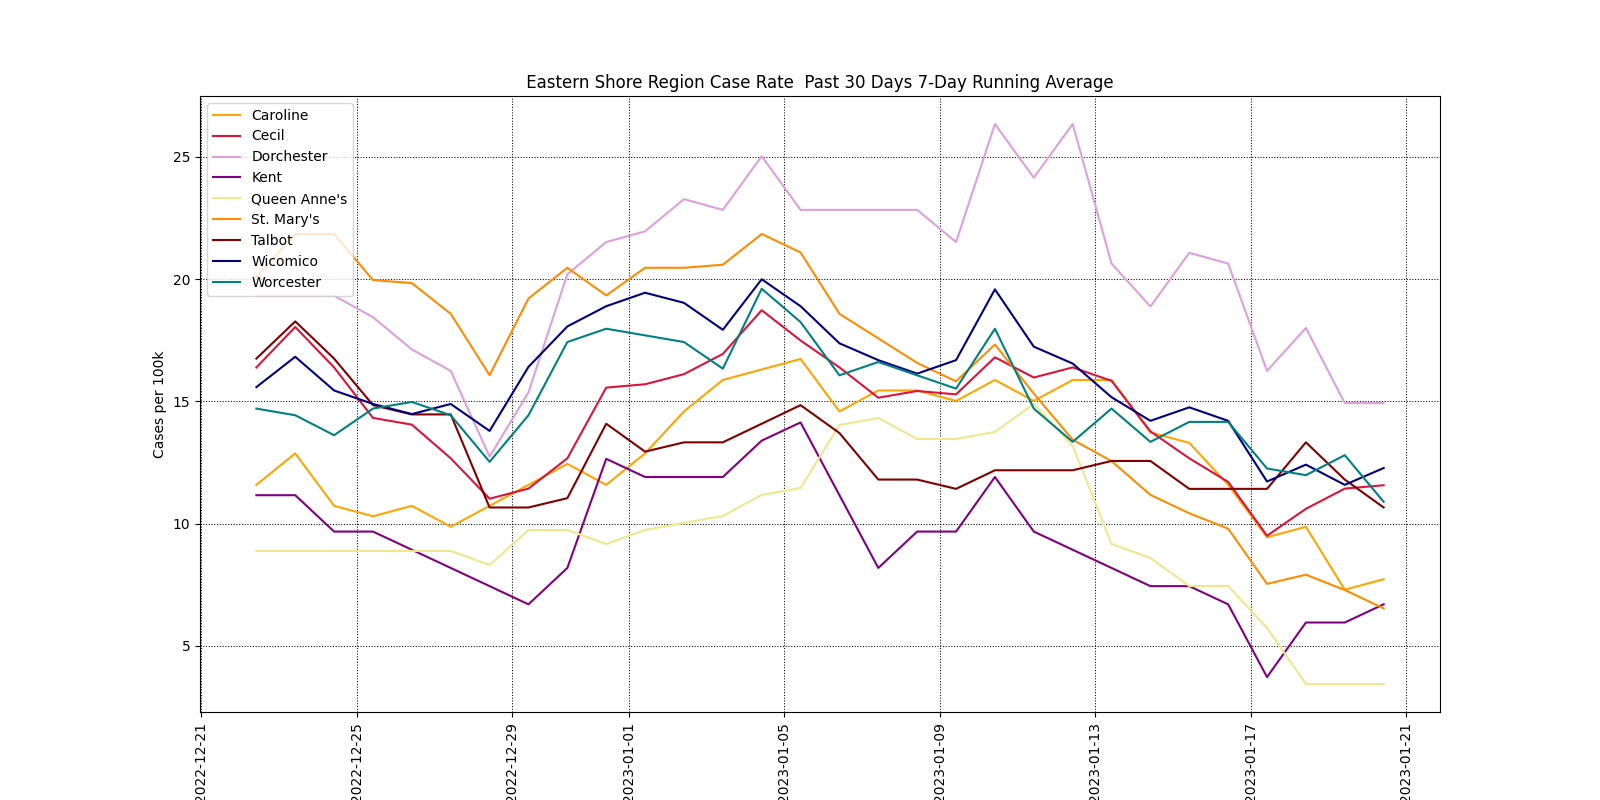 Eastern Shore Region Case Rate  Past 30 Days 7-Day Running Average
Caroline
Cecil
Dorchester
Kent
Queen Anne's
St. Mary's
Talbot
Wicomico
Worcester
Cases per 100k
25
20
15
10
5
2022-12-21
2022-12-25
2022-12-29
2023-01-01
2023-01-05
2023-01-09
2023-01-13
2023-01-17
2023-01-21